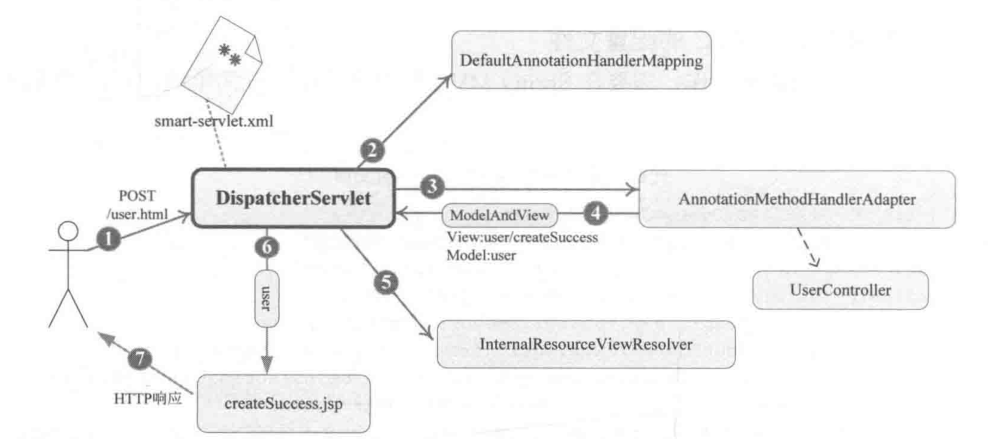 DefaultAnnotationHandlerMapping
**
smart-servlet.xml
2
POST
/user.html
1
DispatcherServlet
3
AnnotationMethodHandlerAdapter
ModelAndView
4
View:user/createSuccess
Model:user
6
user
5
UserController
InternalResourceViewResolver
7
HTTP响应
createSuccess.jsp